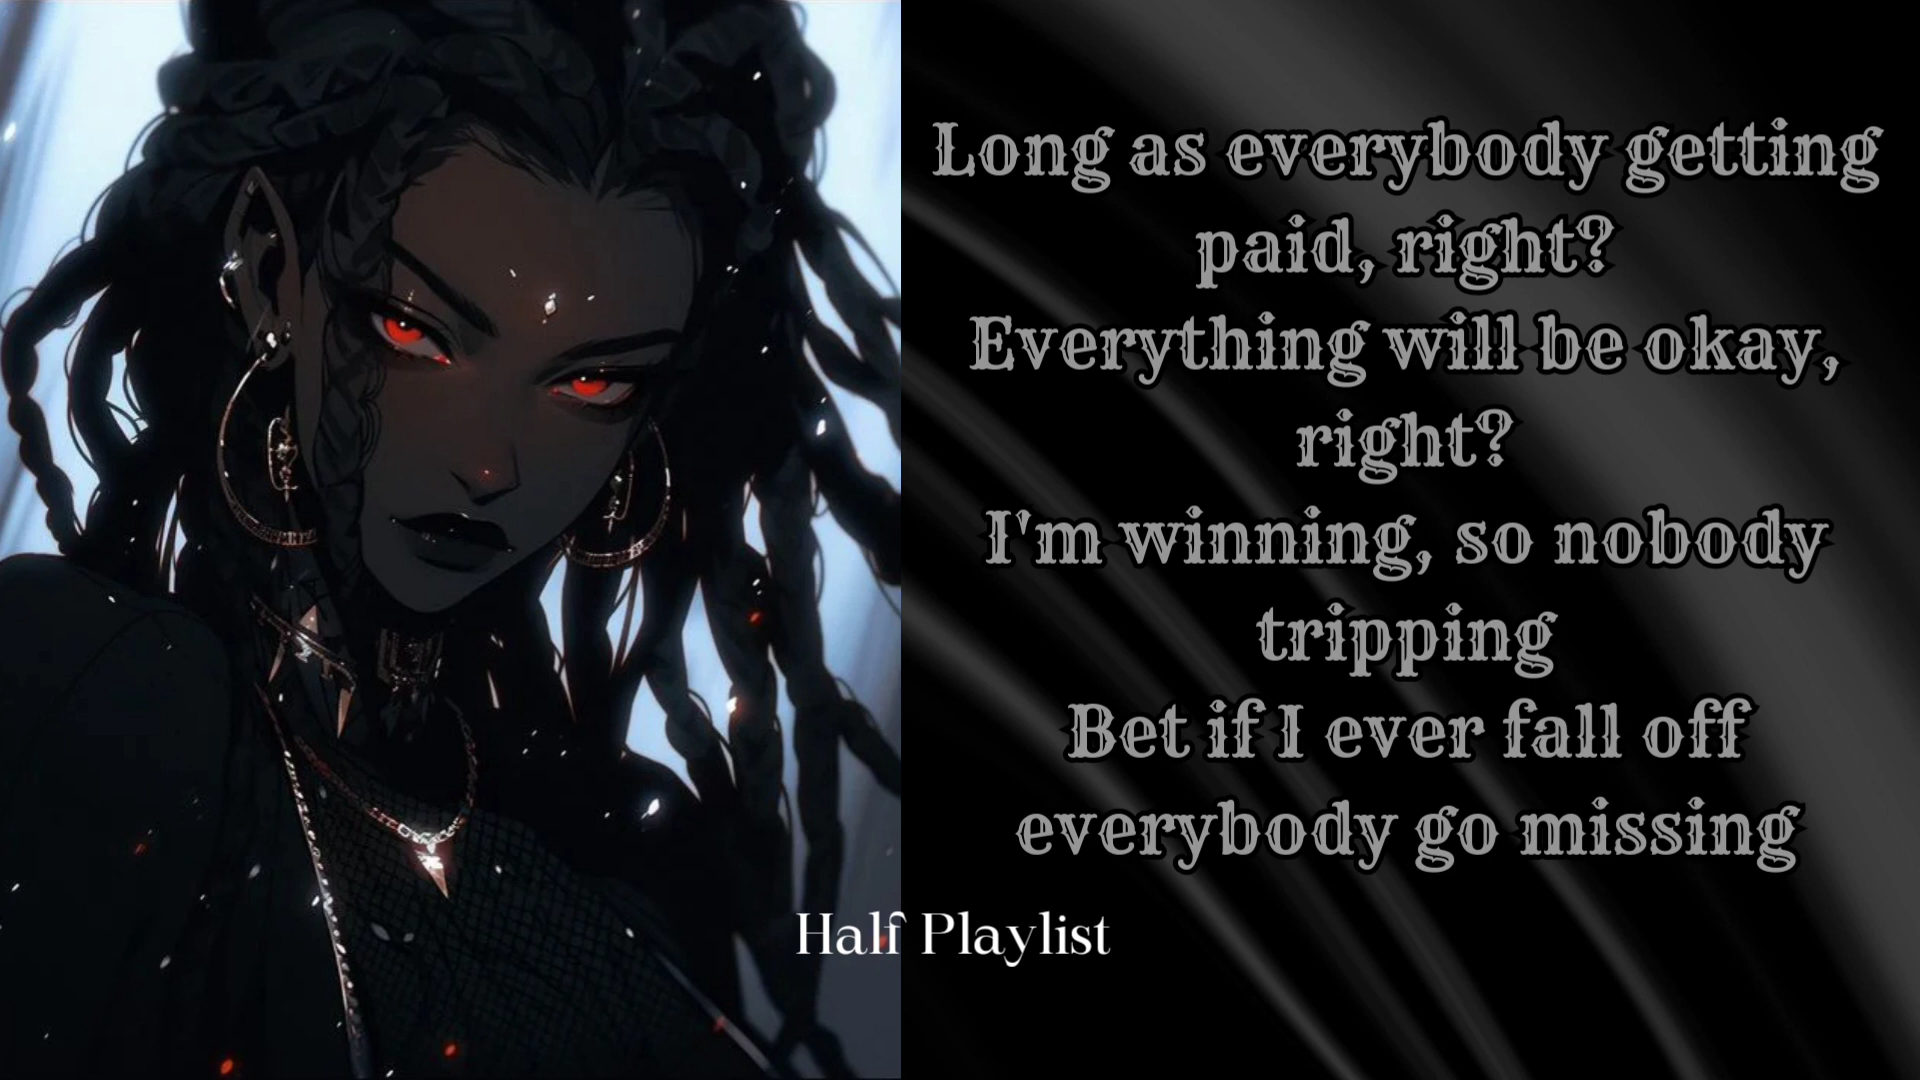 Long as everybody getting
paid, right?
Everything will be okay,
right?
I'm winning, so nobody
tripping
Bet if I ever fall off
everybody go missing
Half Playlist